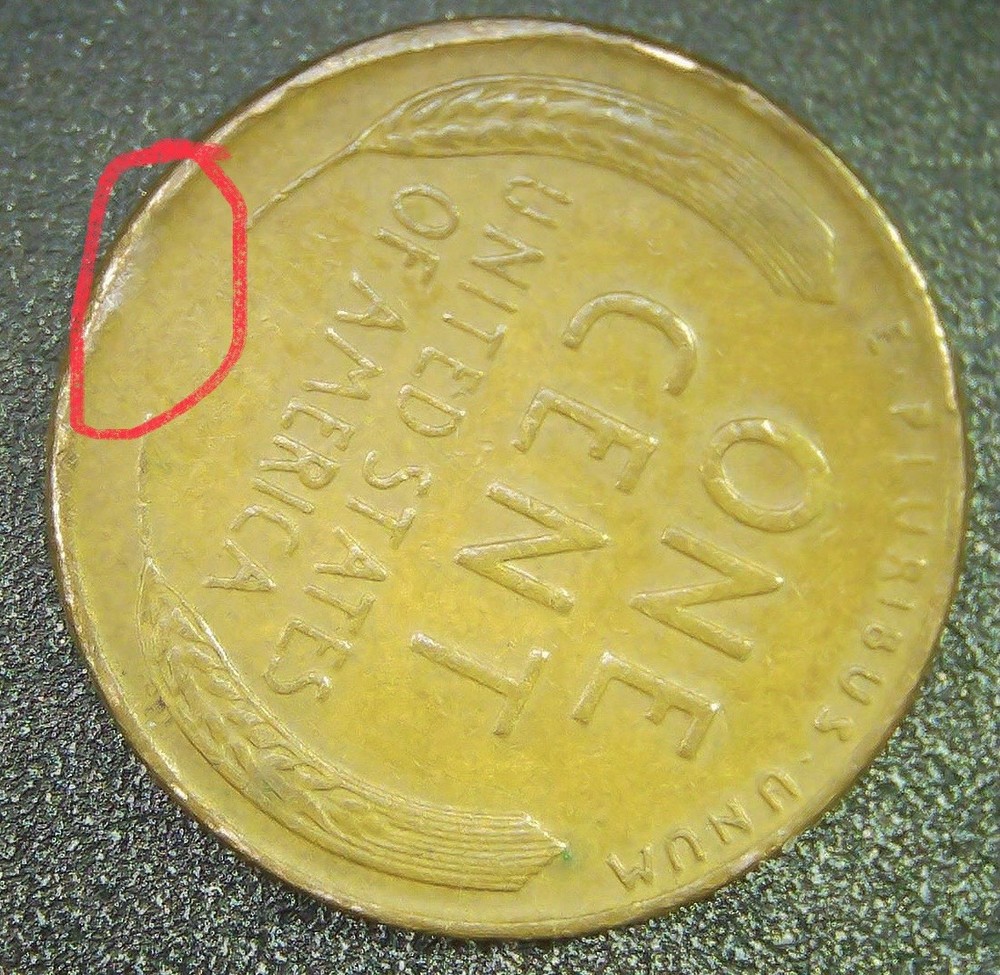 E·PLURIBUS·UNUM
ONE
CENT
UNITED STATES
OF AMERICA